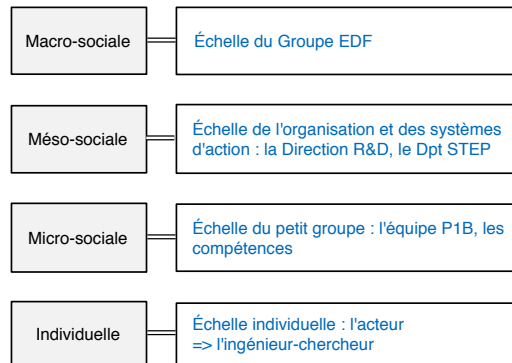 Macro-sociale
Échelle du Groupe EDF
Méso-sociale
Échelle de l'organisation et des systèmes
d'action : la Direction R&D, le Dpt STEP
Micro-sociale
Échelle du petit groupe : l'équipe P1B, les
compétences
Individuelle
Échelle individuelle : l'acteur
=> l'ingénieur-chercheur